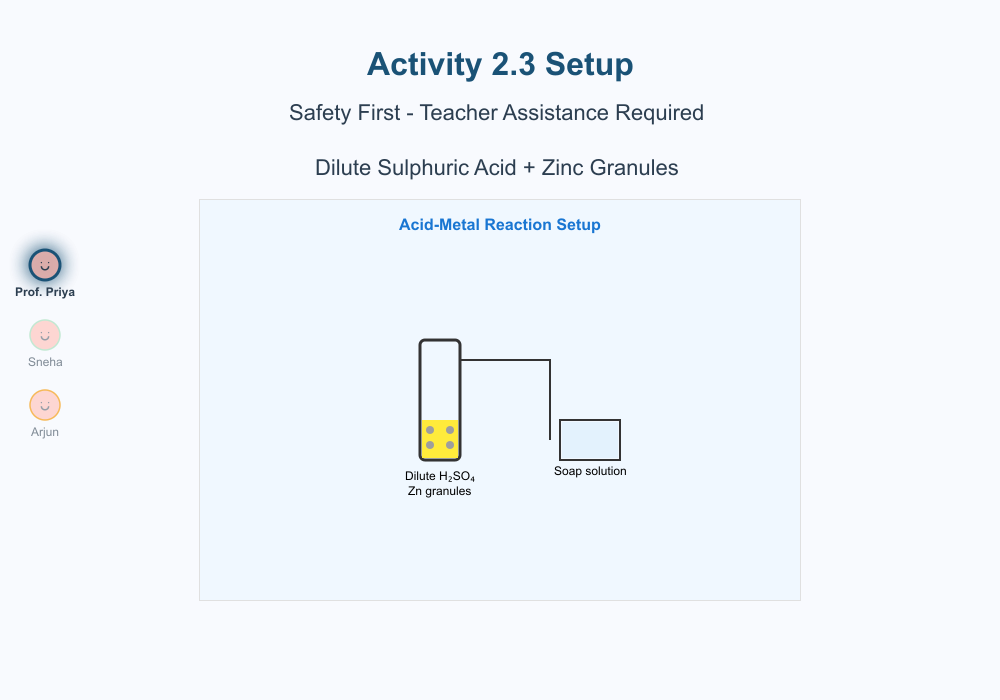 Activity 2.3 Setup
Safety First - Teacher Assistance Required
Dilute Sulphuric Acid + Zinc Granules
Acid-Metal Reaction Setup
Prof. Priya
Sneha
Arjun
Dilute H₂SO₄
Zn granules
Soap solution